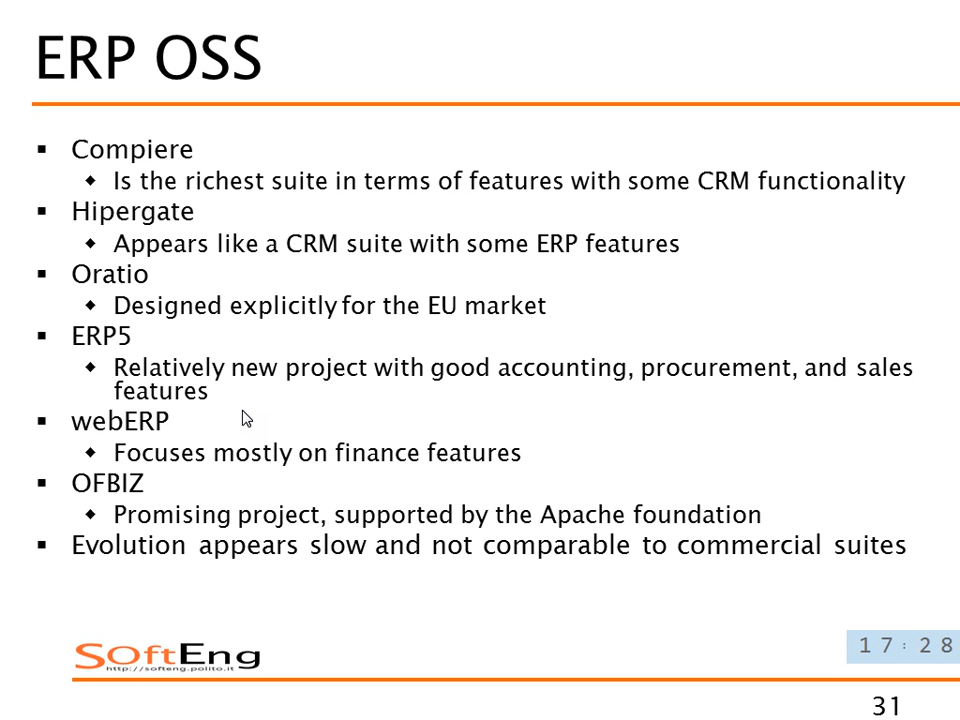 ERP OSS
▪ Compiere
◆ Is the richest suite in terms of features with some CRM functionality
▪ Hipergate
◆ Appears like a CRM suite with some ERP features
▪ Oratio
◆ Designed explicitly for the EU market
▪ ERP5
◆ Relatively new project with good accounting, procurement, and sales
features
▪ webERP
◆ Focuses mostly on finance features
▪ OFBIZ
◆ Promising project, supported by the Apache foundation
▪ Evolution appears slow and not comparable to commercial suites
SOftEng
http://softeng.polito.it
17:28
31